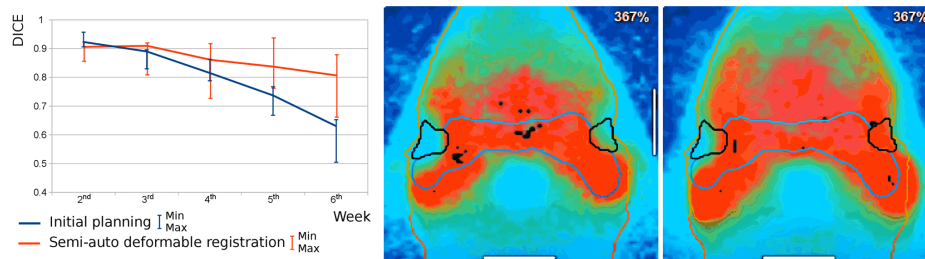 DICE
1
0.9
0.8
0.7
0.6
0.5
0.4
2nd 3rd 4th 5th 6th
Week
Initial planning Min Max
Semi-auto deformable registration Min Max
367%
367%